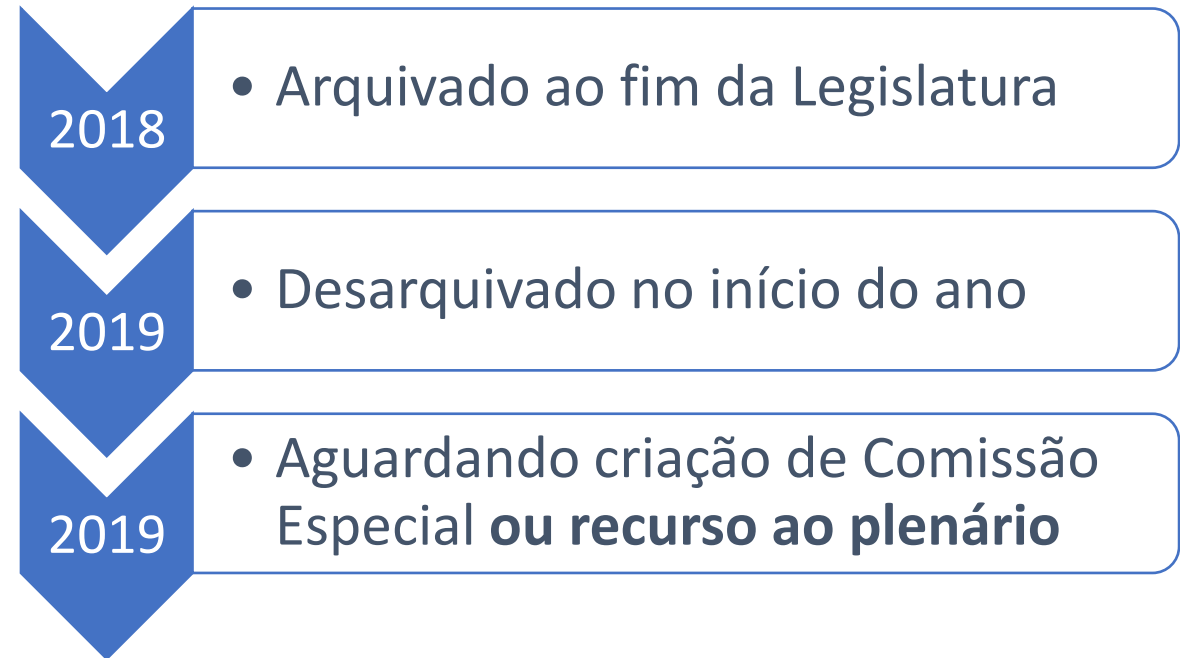 2018
• Arquivado ao fim da Legislatura
2019
• Desarquivado no início do ano
2019
• Aguardando criação de Comissão
Especial ou recurso ao plenário